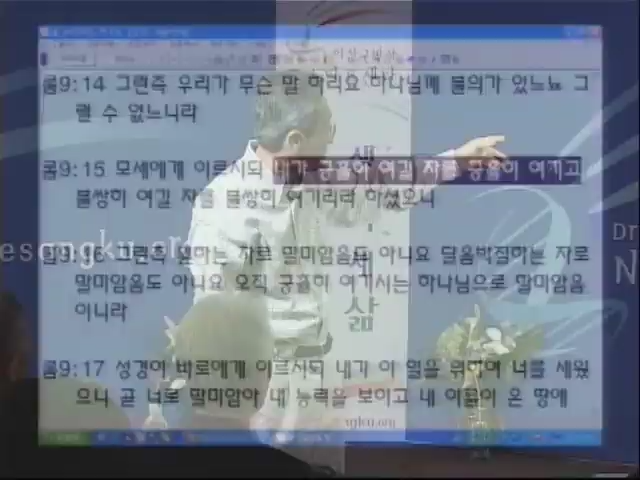 롬9:14 그런즉 우리가 무슨 말 하리요 하나님께 불의가 있느뇨 그
럴 수 없느니라
롬9:15 모세에게 이르시되 내가 긍휼히 여길 자를 긍휼히 여기고
불쌍히 여길 자를 불쌍히 여기리라 하셨으니
롬9:16 그런즉 원하는 자로 말미암음도 아니요 달음박질하는 자로
말미암음도 아니요 오직 긍휼히 여기시는 하나님으로 말미암음
이니라
롬9:17 성경이 바로에게 이르시되 내가 이 일을 위하여 너를 세웠
으니 곧 너로 말미암아 내 능력을 보이고 내 이름이 온 땅에
esongku.org
Dr
N
삶
gku.org